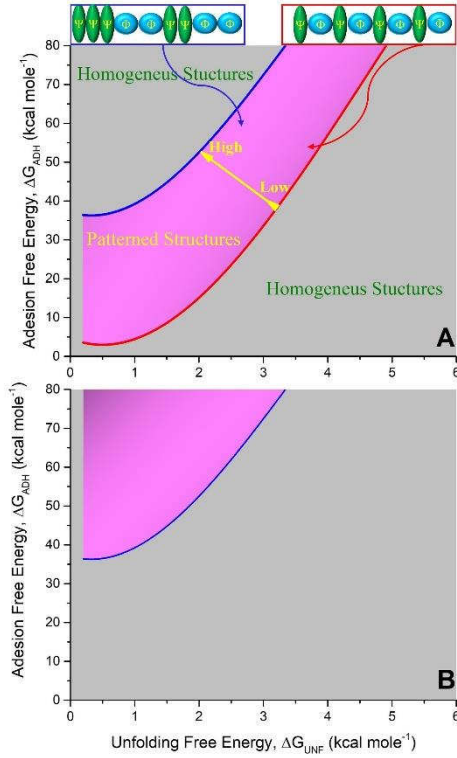 Ψ Ψ Ψ Φ Φ Ψ Ψ Φ Φ
Ψ Φ Ψ Φ Ψ Φ Ψ Φ
80
70
60
50
40
30
20
10
0
Adesion Free Energy, ΔG_ADH (kcal mole⁻¹)
Homogeneus Stuctures
High
Low
Patterned Structures
Homogeneus Stuctures
A
0 1 2 3 4 5 6
80
70
60
50
40
30
20
10
0
Adesion Free Energy, ΔG_ADH (kcal mole⁻¹)
B
0 1 2 3 4 5 6
Unfolding Free Energy, ΔG_UNF (kcal mole⁻¹)